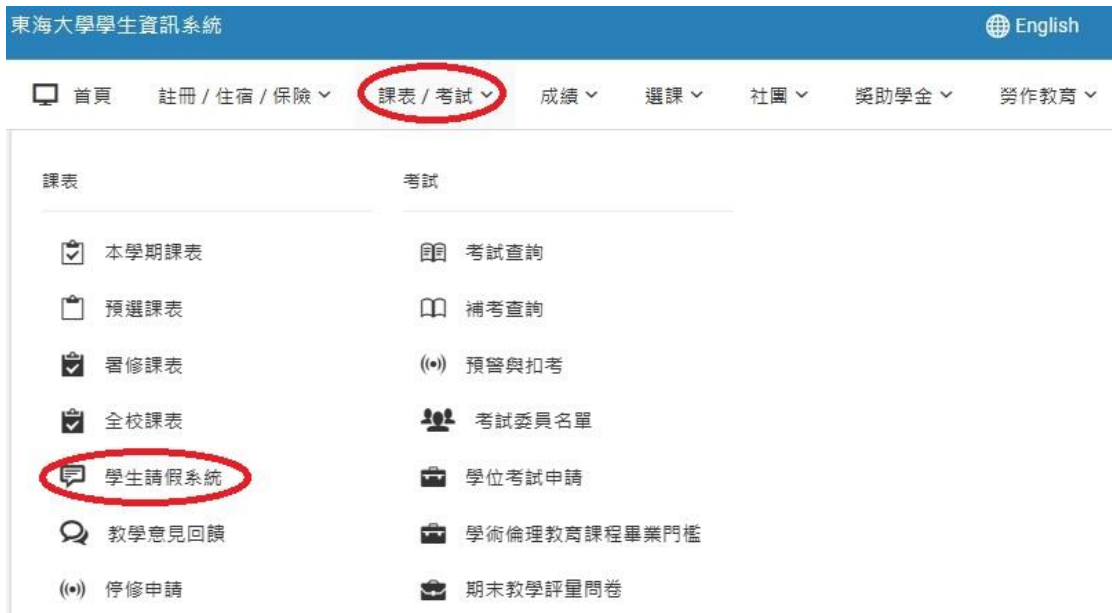 東海大學學生資訊系統 English
首頁 註冊 / 住宿 / 保險 課表 / 考試 成績 選課 社團 獎助學金 勞作教育
課表
本學期課表
預選課表
暑修課表
全校課表
學生請假系統
教學意見回饋
停修申請
考試
考試查詢
補考查詢
預警與扣考
考試委員名單
學位考試申請
學術倫理教育課程畢業門檻
期末教學評量問卷